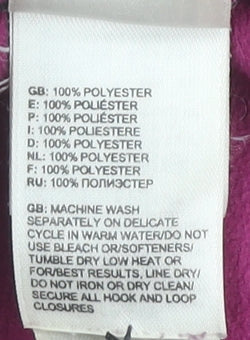 GB: 100% POLYESTER
E: 100% POLIÉSTER
P: 100% POLIÉSTER
I: 100% POLIESTERE
D: 100% POLYESTER
NL: 100% POLYESTER
F: 100% POLYESTER
RU: 100% ПОЛИЭСТЕР
GB: MACHINE WASH
SEPARATELY ON DELICATE
CYCLE IN WARM WATER/DO NOT
USE BLEACH OR/SOFTENERS/
TUMBLE DRY LOW HEAT OR
FOR/BEST RESULTS, LINE DRY/
DO NOT IRON OR DRY CLEAN/
SECURE ALL HOOK AND LOOP
CLOSURES